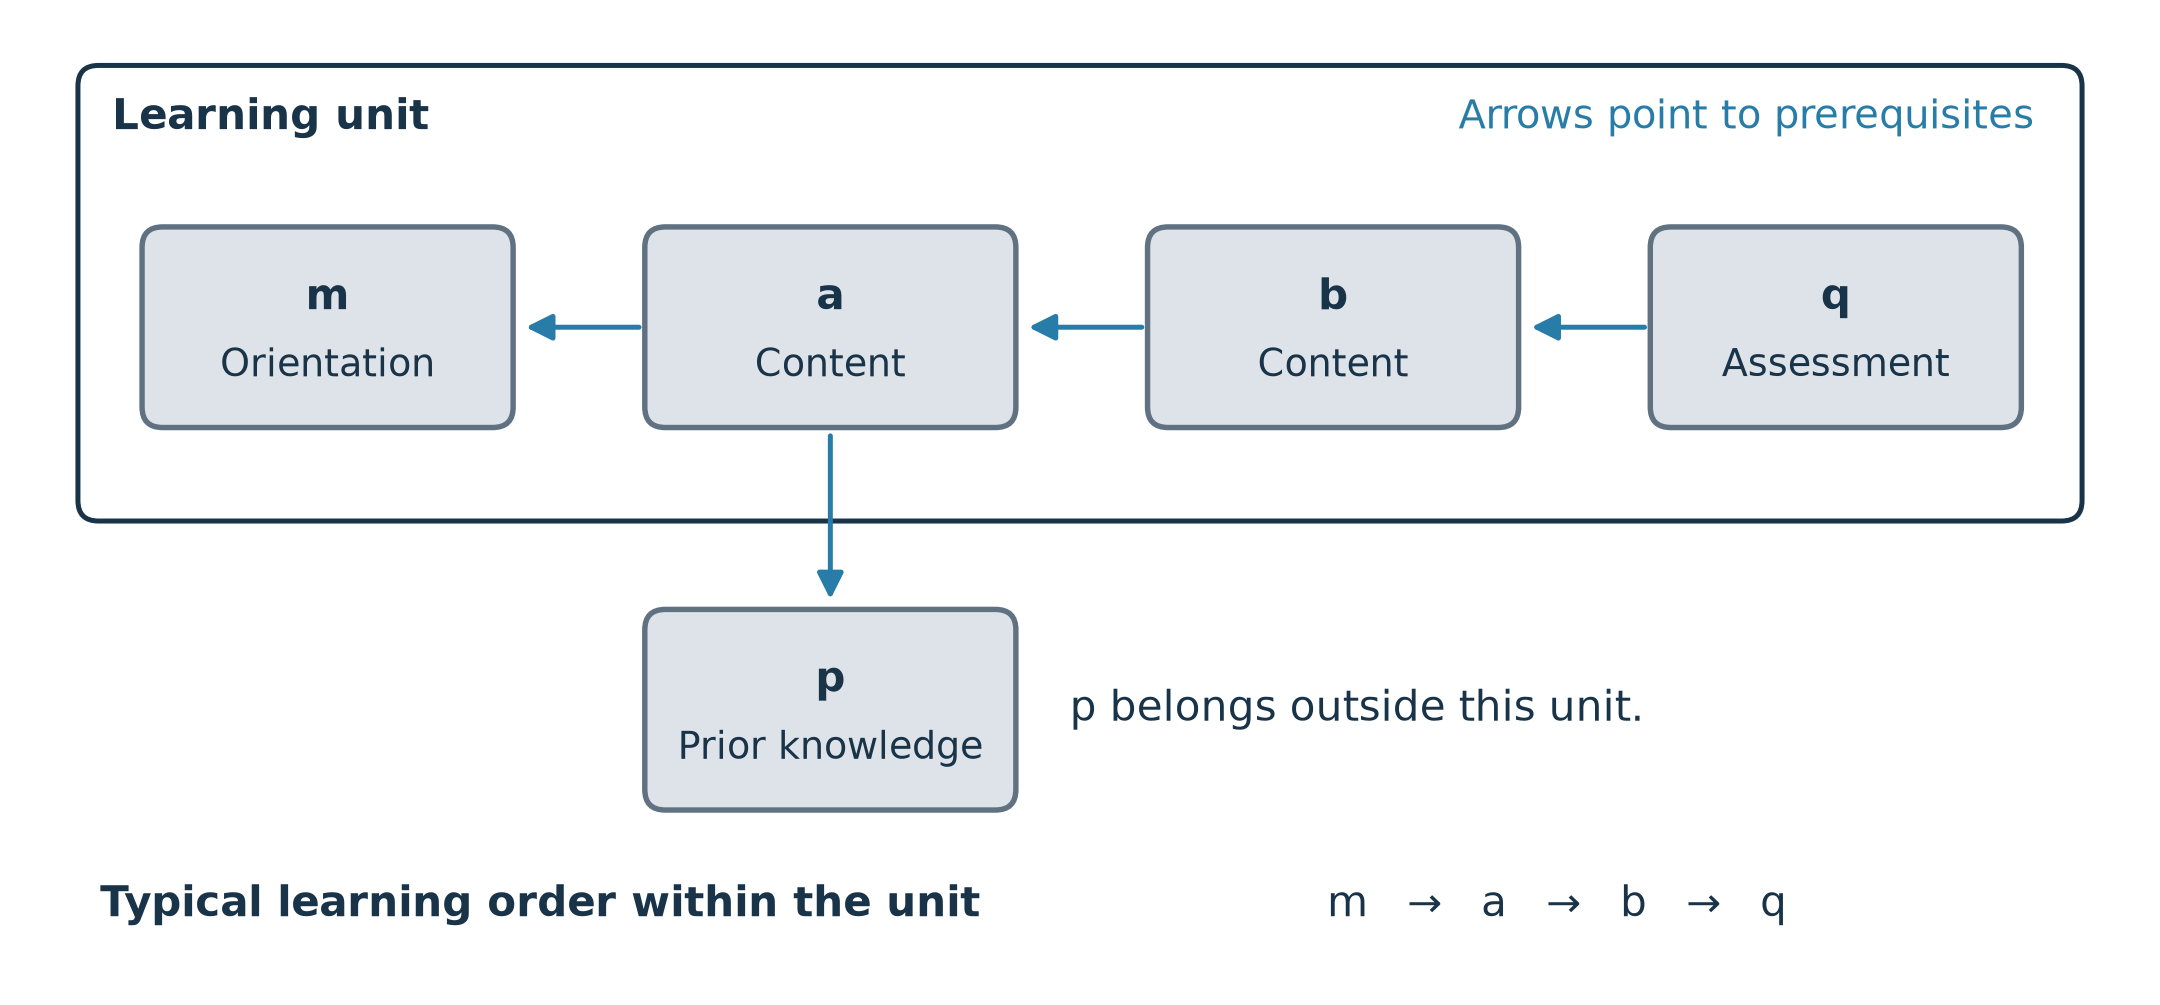 Learning unit
Arrows point to prerequisites
m
Orientation
a
Content
b
Content
q
Assessment
p
Prior knowledge
p belongs outside this unit.
Typical learning order within the unit
m → a → b → q